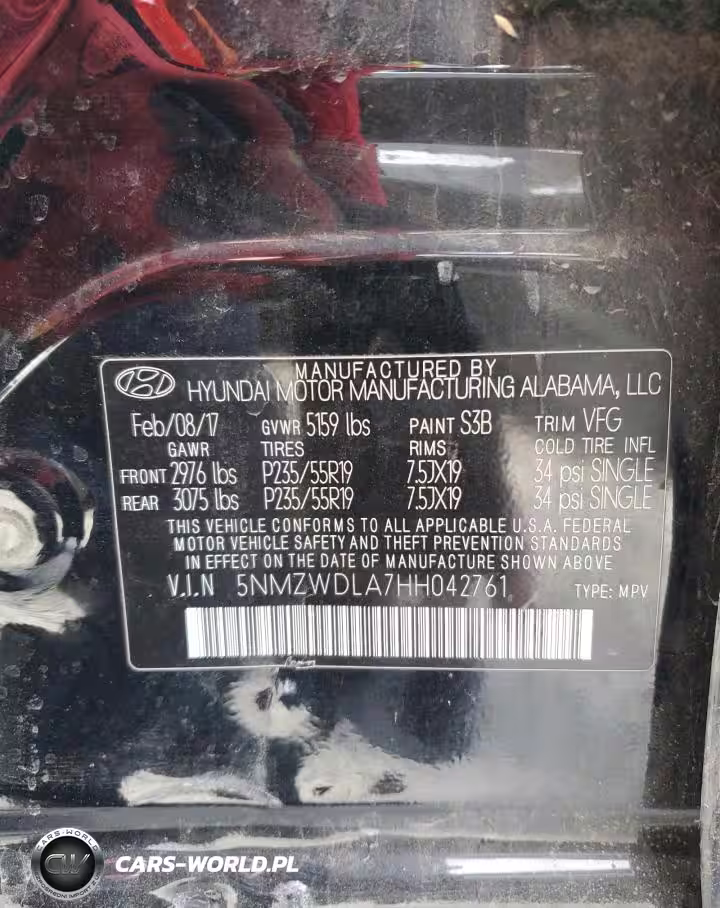 MANUFACTURED BY
HYUNDAI MOTOR MANUFACTURING ALABAMA, LLC
Feb/08/17 GVWR 5159 lbs PAINT S3B TRIM VFG
GAWR TIRES RIMS COLD TIRE INFL
FRONT 2976 lbs P235/55R19 7.5JX19 34 psi SINGLE
REAR 3075 lbs P235/55R19 7.5JX19 34 psi SINGLE
THIS VEHICLE CONFORMS TO ALL APPLICABLE U.S.A. FEDERAL
MOTOR VEHICLE SAFETY AND THEFT PREVENTION STANDARDS
IN EFFECT ON THE DATE OF MANUFACTURE SHOWN ABOVE
V.I.N 5NMZWDLA7HH042761 TYPE: MPV
CARS-WORLD
CW
CARS-WORLD.PL